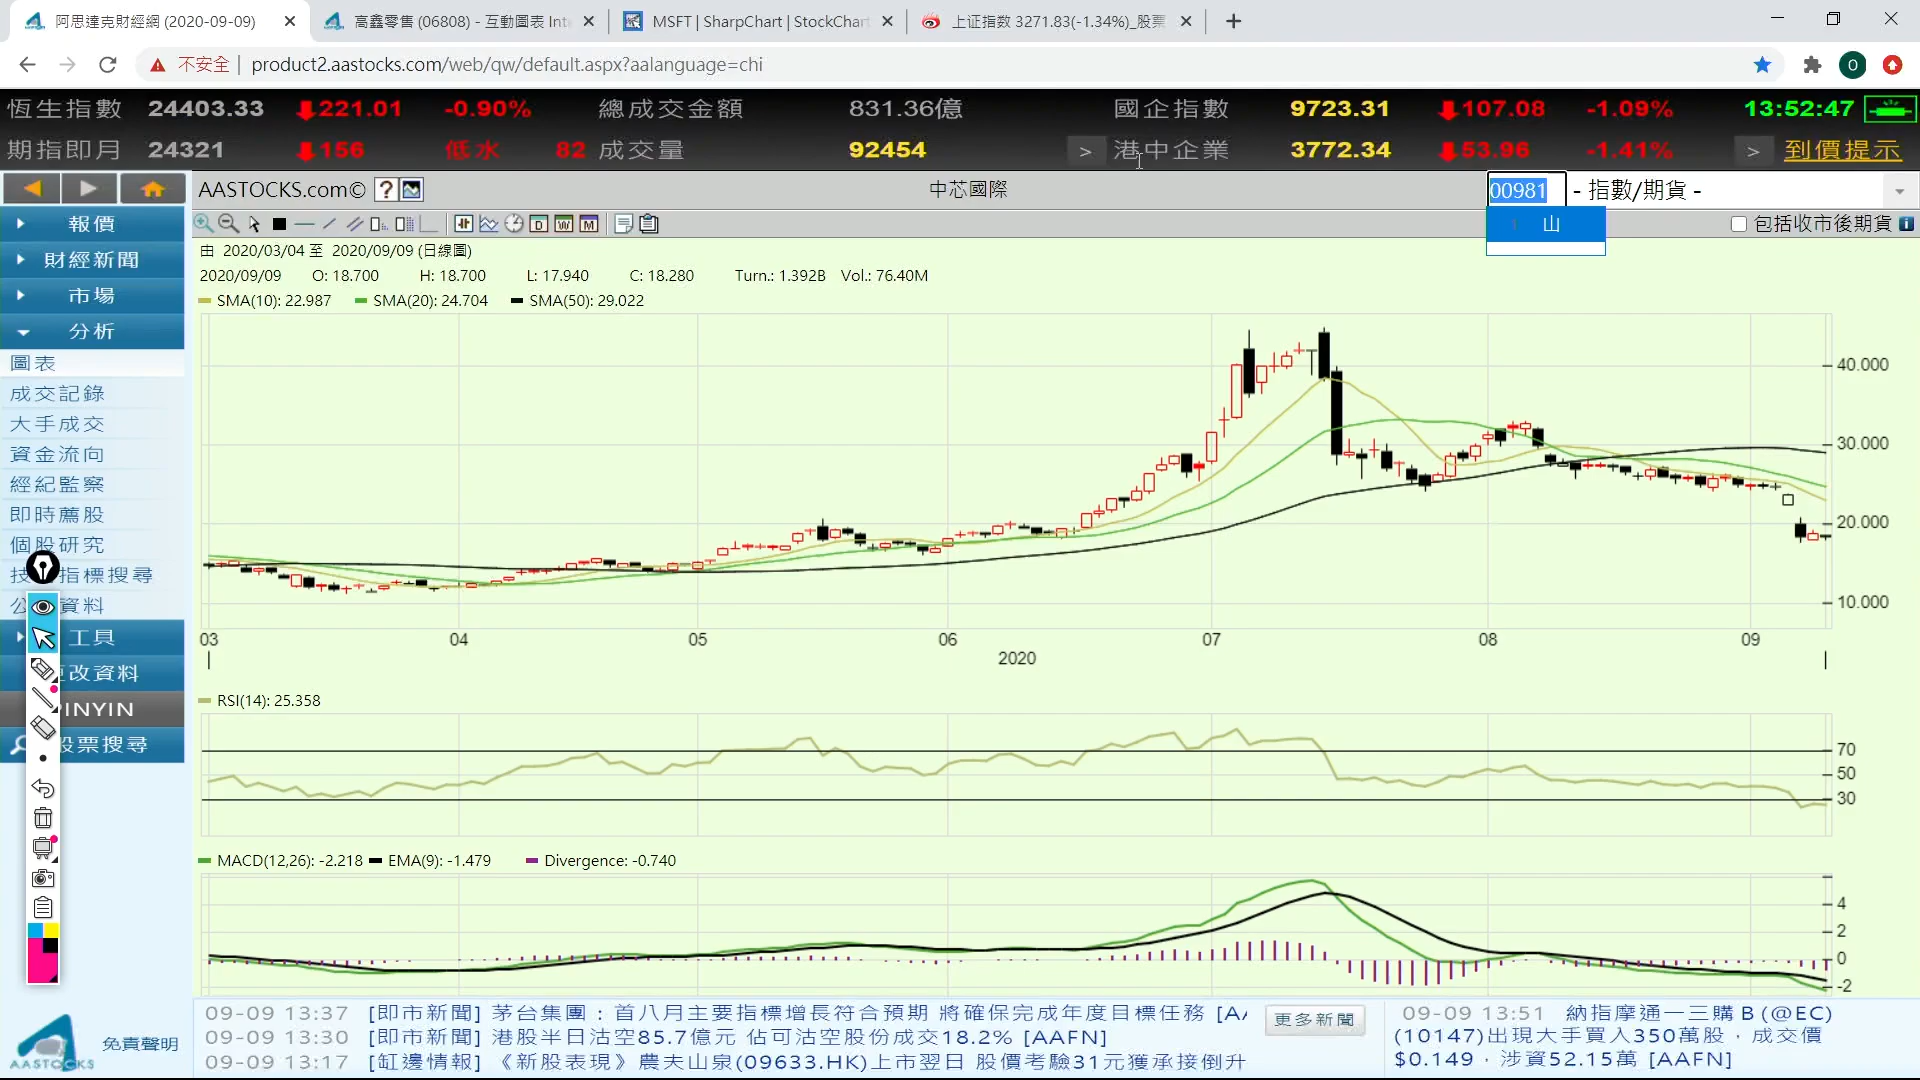 阿思達克財經網 (2020-09-09)
高鑫零售 (06808) - 互動圖表 Int
MSFT | SharpChart | StockChart
上证指数 3271.83(-1.34%)_股票
不安全 | product2.aastocks.com/web/qw/default.aspx?aalanguage=chi
O
恆生指數 24403.33 221.01 -0.90% 總成交金額 831.36億 國企指數 9723.31 107.08 -1.09% 13:52:47
期指即月 24321 156 低水 82 成交量 92454 > 港中企業 3772.34 53.96 -1.41% > 到價提示
AASTOCKS.com© ? 中芯國際 00981 - 指數/期貨 -
山
包括收市後期貨 i
D W M
報價
財經新聞
市場
分析
圖表
成交記錄
大手成交
資金流向
經紀監察
即時薦股
個股研究
技 指標搜尋
公 資料
工具
更改資料
PINYIN
股票搜尋
由 2020/03/04 至 2020/09/09 (日線圖)
2020/09/09 O: 18.700 H: 18.700 L: 17.940 C: 18.280 Turn.: 1.392B Vol.: 76.40M
SMA(10): 22.987 SMA(20): 24.704 SMA(50): 29.022
40.000
30.000
20.000
10.000
03 04 05 06 07 08 09
2020
RSI(14): 25.358
70
50
30
MACD(12,26): -2.218 EMA(9): -1.479 Divergence: -0.740
4
2
0
-2
09-09 13:37 [即市新聞] 茅台集團：首八月主要指標增長符合預期 將確保完成年度目標任務 [A
09-09 13:30 [即市新聞] 港股半日沽空85.7億元 佔可沽空股份成交18.2% [AAFN]
09-09 13:17 [缸邊情報] 《新股表現》農夫山泉(09633.HK)上市翌日 股價考驗31元獲承接倒升
更多新聞
09-09 13:51 納指摩通一三購Ｂ(@EC)
(10147)出現大手買入350萬股，成交價
$0.149，涉資52.15萬 [AAFN]
AASTOCKS
免責聲明